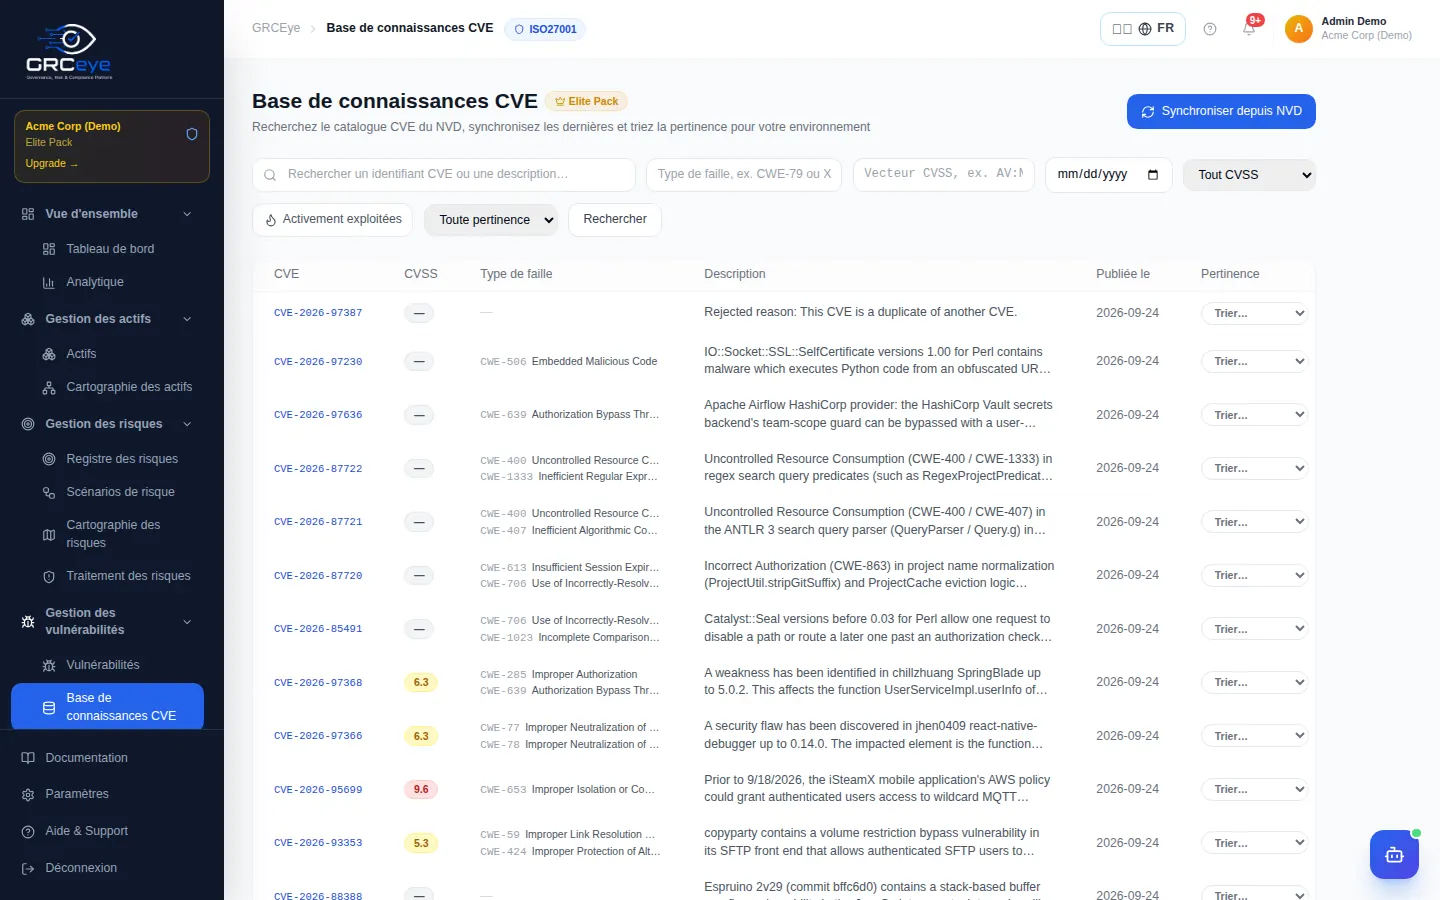 GRCeye
Governance, Risk & Compliance Platform
Acme Corp (Demo)
Elite Pack
Upgrade →
Vue d'ensemble
Tableau de bord
Analytique
Gestion des actifs
Actifs
Cartographie des actifs
Gestion des risques
Registre des risques
Scénarios de risque
Cartographie des
risques
Traitement des risques
Gestion des
vulnérabilités
Vulnérabilités
Base de
connaissances CVE
Documentation
Paramètres
Aide & Support
Déconnexion
GRCEye Base de connaissances CVE ISO27001
FR
9+
A
Admin Demo
Acme Corp (Demo)
Base de connaissances CVE Elite Pack
Recherchez le catalogue CVE du NVD, synchronisez les dernières et triez la pertinence pour votre environnement
Synchroniser depuis NVD
Rechercher un identifiant CVE ou une description… Type de faille, ex. CWE-79 ou X Vecteur CVSS, ex. AV:N mm/dd/yyyy Tout CVSS
Activement exploitées Toute pertinence Rechercher
CVE CVSS Type de faille Description Publiée le Pertinence
CVE-2026-97387 — — Rejected reason: This CVE is a duplicate of another CVE. 2026-09-24 Trier…
CVE-2026-97230 — CWE-506 Embedded Malicious Code IO::Socket::SSL::SelfCertificate versions 1.00 for Perl contains
malware which executes Python code from an obfuscated UR… 2026-09-24 Trier…
CVE-2026-97636 — CWE-639 Authorization Bypass Thr… Apache Airflow HashiCorp provider: the HashiCorp Vault secrets
backend's team-scope guard can be bypassed with a user-… 2026-09-24 Trier…
CVE-2026-87722 — CWE-400 Uncontrolled Resource C… Uncontrolled Resource Consumption (CWE-400 / CWE-1333) in
CWE-1333 Inefficient Regular Expr… regex search query predicates (such as RegexProjectPredicat… 2026-09-24 Trier…
CVE-2026-87721 — CWE-400 Uncontrolled Resource C… Uncontrolled Resource Consumption (CWE-400 / CWE-407) in
CWE-407 Inefficient Algorithmic Co… the ANTLR 3 search query parser (QueryParser / Query.g) in… 2026-09-24 Trier…
CVE-2026-87720 — CWE-613 Insufficient Session Expir… Incorrect Authorization (CWE-863) in project name normalization
CWE-706 Use of Incorrectly-Resolv… (ProjectUtil.stripGitSuffix) and ProjectCache eviction logic… 2026-09-24 Trier…
CVE-2026-85491 — CWE-706 Use of Incorrectly-Resolv… Catalyst::Seal versions before 0.03 for Perl allow one request to
CWE-1023 Incomplete Comparison… disable a path or route a later one past an authorization check… 2026-09-24 Trier…
CVE-2026-97368 6.3 CWE-285 Improper Authorization A weakness has been identified in chillzhuang SpringBlade up
CWE-639 Authorization Bypass Thr… to 5.0.2. This affects the function UserServiceImpl.userInfo of… 2026-09-24 Trier…
CVE-2026-97366 6.3 CWE-77 Improper Neutralization of … A security flaw has been discovered in jhen0409 react-native-
CWE-78 Improper Neutralization of … debugger up to 0.14.0. The impacted element is the function… 2026-09-24 Trier…
CVE-2026-95699 9.6 CWE-653 Improper Isolation or Co… Prior to 9/18/2026, the iSteamX mobile application's AWS policy
could grant authenticated users access to wildcard MQTT… 2026-09-24 Trier…
CVE-2026-93353 5.3 CWE-59 Improper Link Resolution … copyparty contains a volume restriction bypass vulnerability in
CWE-424 Improper Protection of Alt… its SFTP front end that allows authenticated SFTP users to… 2026-09-24 Trier…
CVE-2026-88388 — — Espruino 2v29 (commit bffc6d0) contains a stack-based buffer 2026-09-24 Trier…